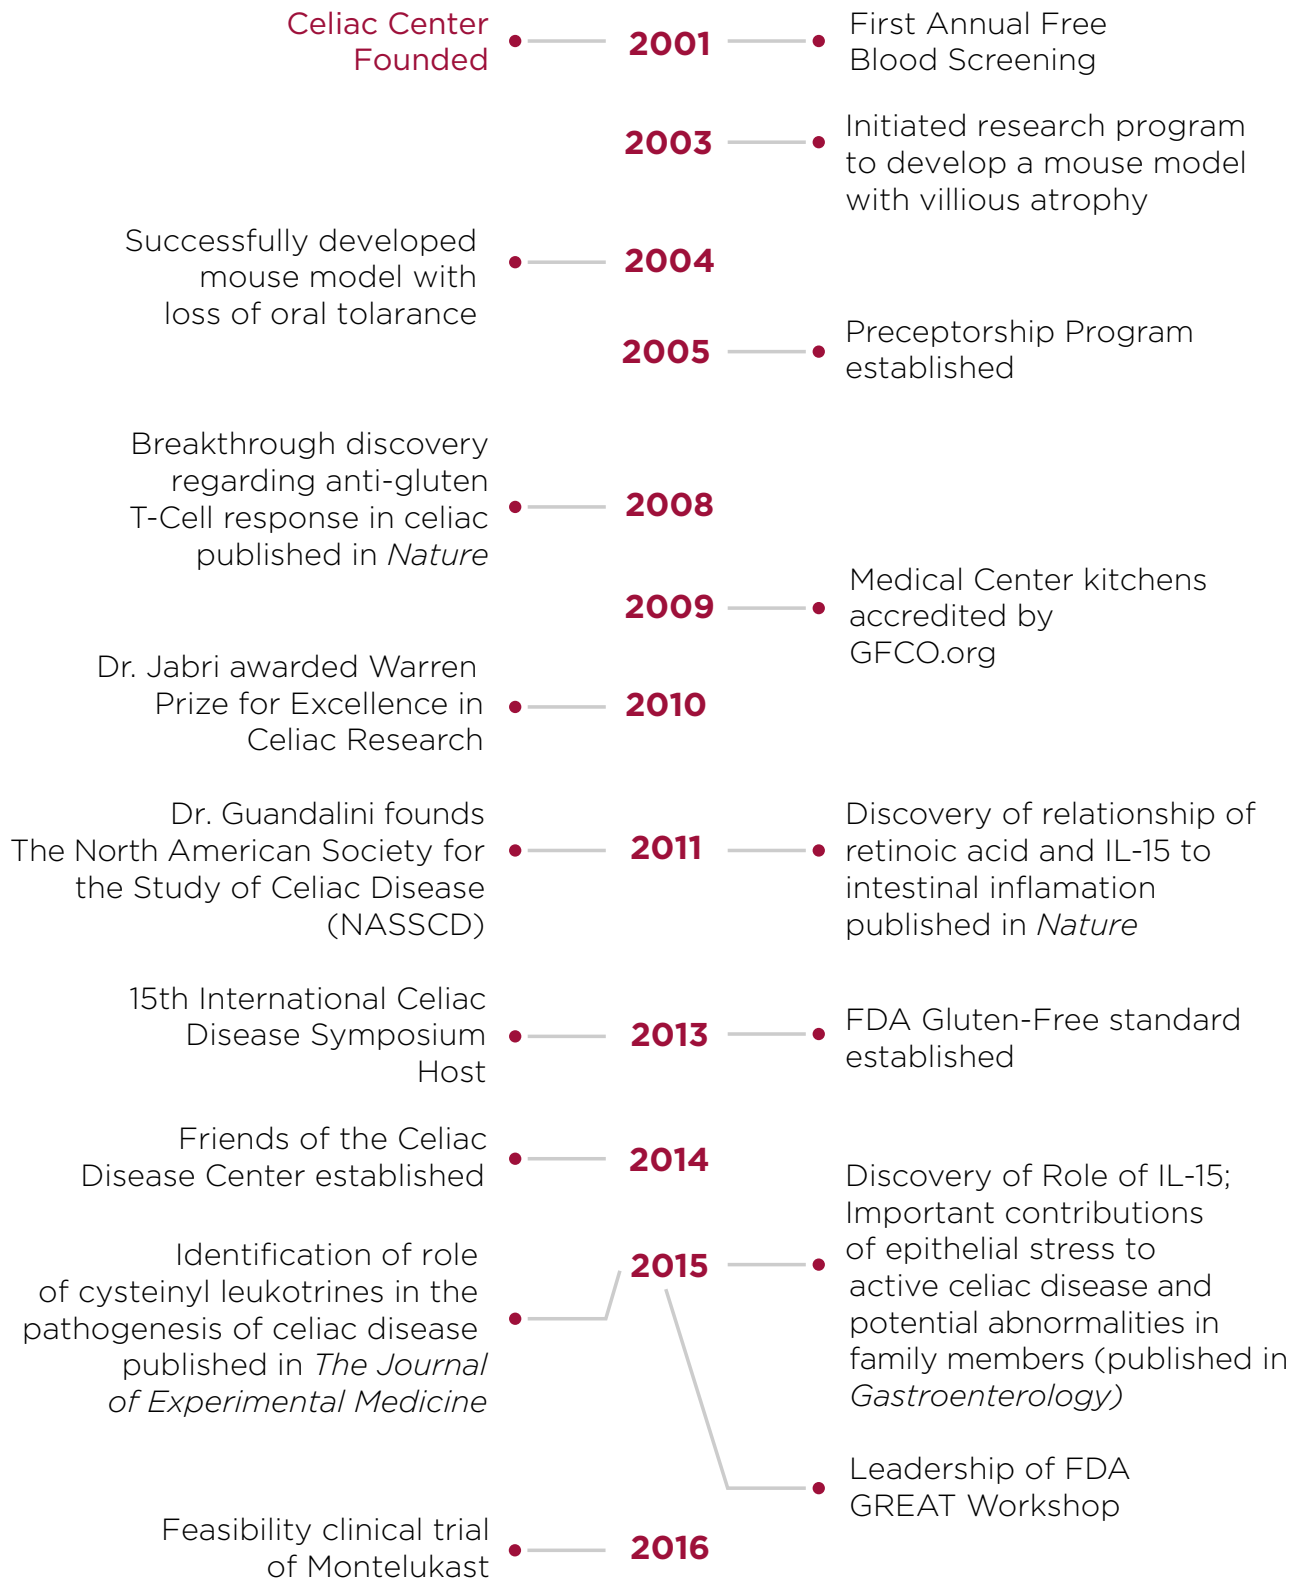 Celiac Center
Founded
2001
First Annual Free
Blood Screening
2003
Initiated research program
to develop a mouse model
with villious atrophy
Successfully developed
mouse model with
loss of oral tolarance
2004
2005
Preceptorship Program
established
Breakthrough discovery
regarding anti-gluten
T-Cell response in celiac
published in Nature
2008
2009
Medical Center kitchens
accredited by
GFCO.org
Dr. Jabri awarded Warren
Prize for Excellence in
Celiac Research
2010
Dr. Guandalini founds
The North American Society for
the Study of Celiac Disease
(NASSCD)
2011
Discovery of relationship of
retinoic acid and IL-15 to
intestinal inflamation
published in Nature
15th International Celiac
Disease Symposium
Host
2013
FDA Gluten-Free standard
established
Friends of the Celiac
Disease Center established
2014
Identification of role
of cysteinyl leukotrines in the
pathogenesis of celiac disease
published in The Journal
of Experimental Medicine
2015
Discovery of Role of IL-15;
Important contributions
of epithelial stress to
active celiac disease and
potential abnormalities in
family members (published in
Gastroenterology)
Leadership of FDA
GREAT Workshop
Feasibility clinical trial
of Montelukast
2016